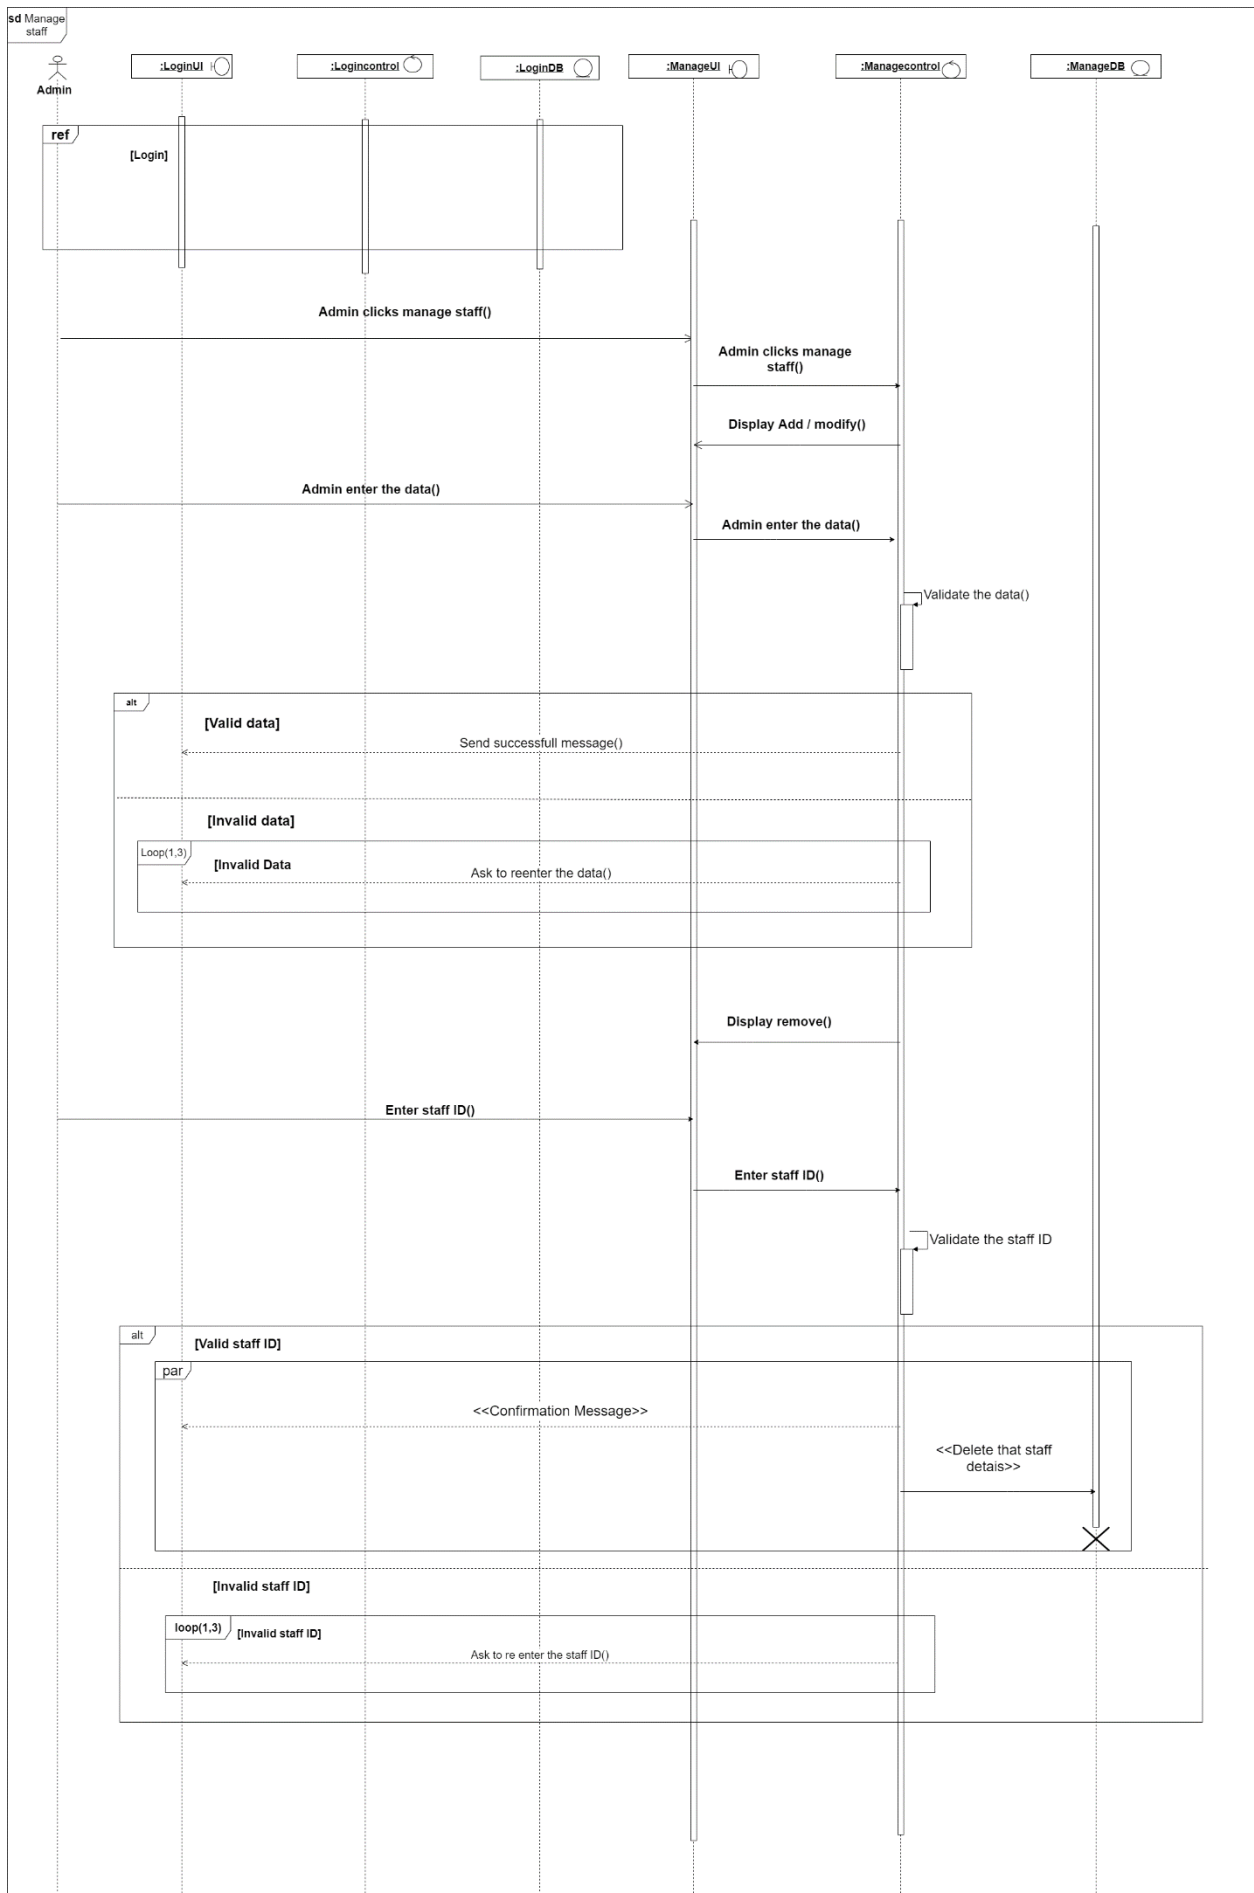 sd Manage
staff
Admin
:LoginUI
:Logincontrol
:LoginDB
:ManageUI
:Managecontrol
:ManageDB
ref
[Login]
Admin clicks manage staff()
Admin clicks manage
staff()
Display Add / modify()
Admin enter the data()
Admin enter the data()
Validate the data()
alt
[Valid data]
Send successfull message()
[Invalid data]
Loop(1,3)
[Invalid Data
Ask to reenter the data()
Display remove()
Enter staff ID()
Enter staff ID()
Validate the staff ID
alt
[Valid staff ID]
par
<<Confirmation Message>>
<<Delete that staff
detais>>
[Invalid staff ID]
loop(1,3)
[Invalid staff ID]
Ask to re enter the staff ID()